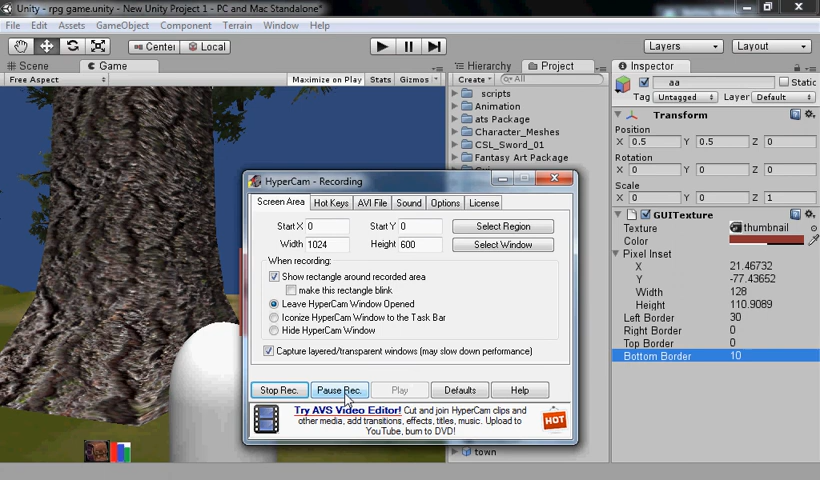 Unity - rpg game.unity - New Unity Project 1 - PC and Mac Standalone*
File Edit Assets GameObject Component Terrain Window Help
Center Local Layers Layout
Scene Game
Free Aspect Maximize on Play Stats Gizmos
Hierarchy Project
Create All
scripts
Animation
ats Package
Character_Meshes
CSL_Sword_01
Fantasy Art Package
town
Inspector
aa Static
Tag Untagged Layer Default
Transform
Position
X 0.5 Y 0.5 Z 0
Rotation
X 0 Y 0 Z 0
Scale
X 0 Y 0 Z 1
GUITexture
Texture thumbnail
Color
Pixel Inset
X 21.46732
Y -77.43652
Width 128
Height 110.9089
Left Border 30
Right Border 0
Top Border 0
Bottom Border 10
HyperCam - Recording
Screen Area Hot Keys AVI File Sound Options License
Start X 0 Start Y 0 Select Region
Width 1024 Height 600 Select Window
When recording:
Show rectangle around recorded area
make this rectangle blink
Leave HyperCam Window Opened
Iconize HyperCam Window to the Task Bar
Hide HyperCam Window
Capture layered/transparent windows (may slow down performance)
Stop Rec. Pause Rec. Play Defaults Help
Try AVS Video Editor! Cut and join HyperCam clips and
other media, add transitions, effects, titles, music. Upload to
YouTube, burn to DVD!
HOT